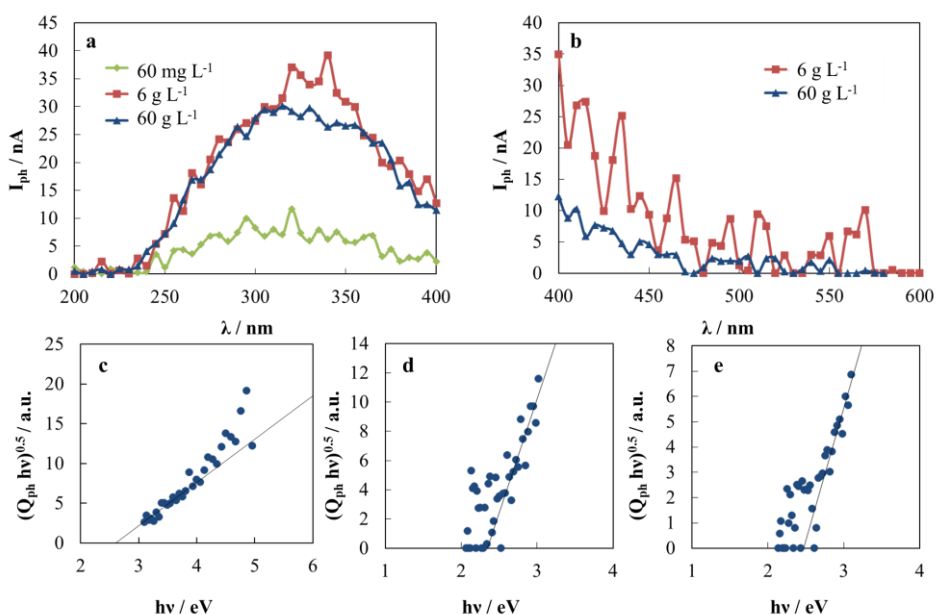 a
60 mg L⁻¹
6 g L⁻¹
60 g L⁻¹
I_ph / nA
45
40
35
30
25
20
15
10
5
0
200 250 300 350 400
λ / nm
b
6 g L⁻¹
60 g L⁻¹
I_ph / nA
40
35
30
25
20
15
10
5
0
400 450 500 550 600
λ / nm
c
(Q_ph hν)^0.5 / a.u.
25
20
15
10
5
0
2 3 4 5 6
hν / eV
d
(Q_ph hν)^0.5 / a.u.
14
12
10
8
6
4
2
0
1 2 3 4
hν / eV
e
(Q_ph hν)^0.5 / a.u.
8
7
6
5
4
3
2
1
0
1 2 3 4
hν / eV